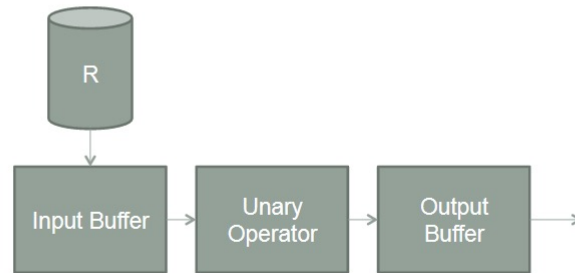 R
Input Buffer
Unary
Operator
Output
Buffer